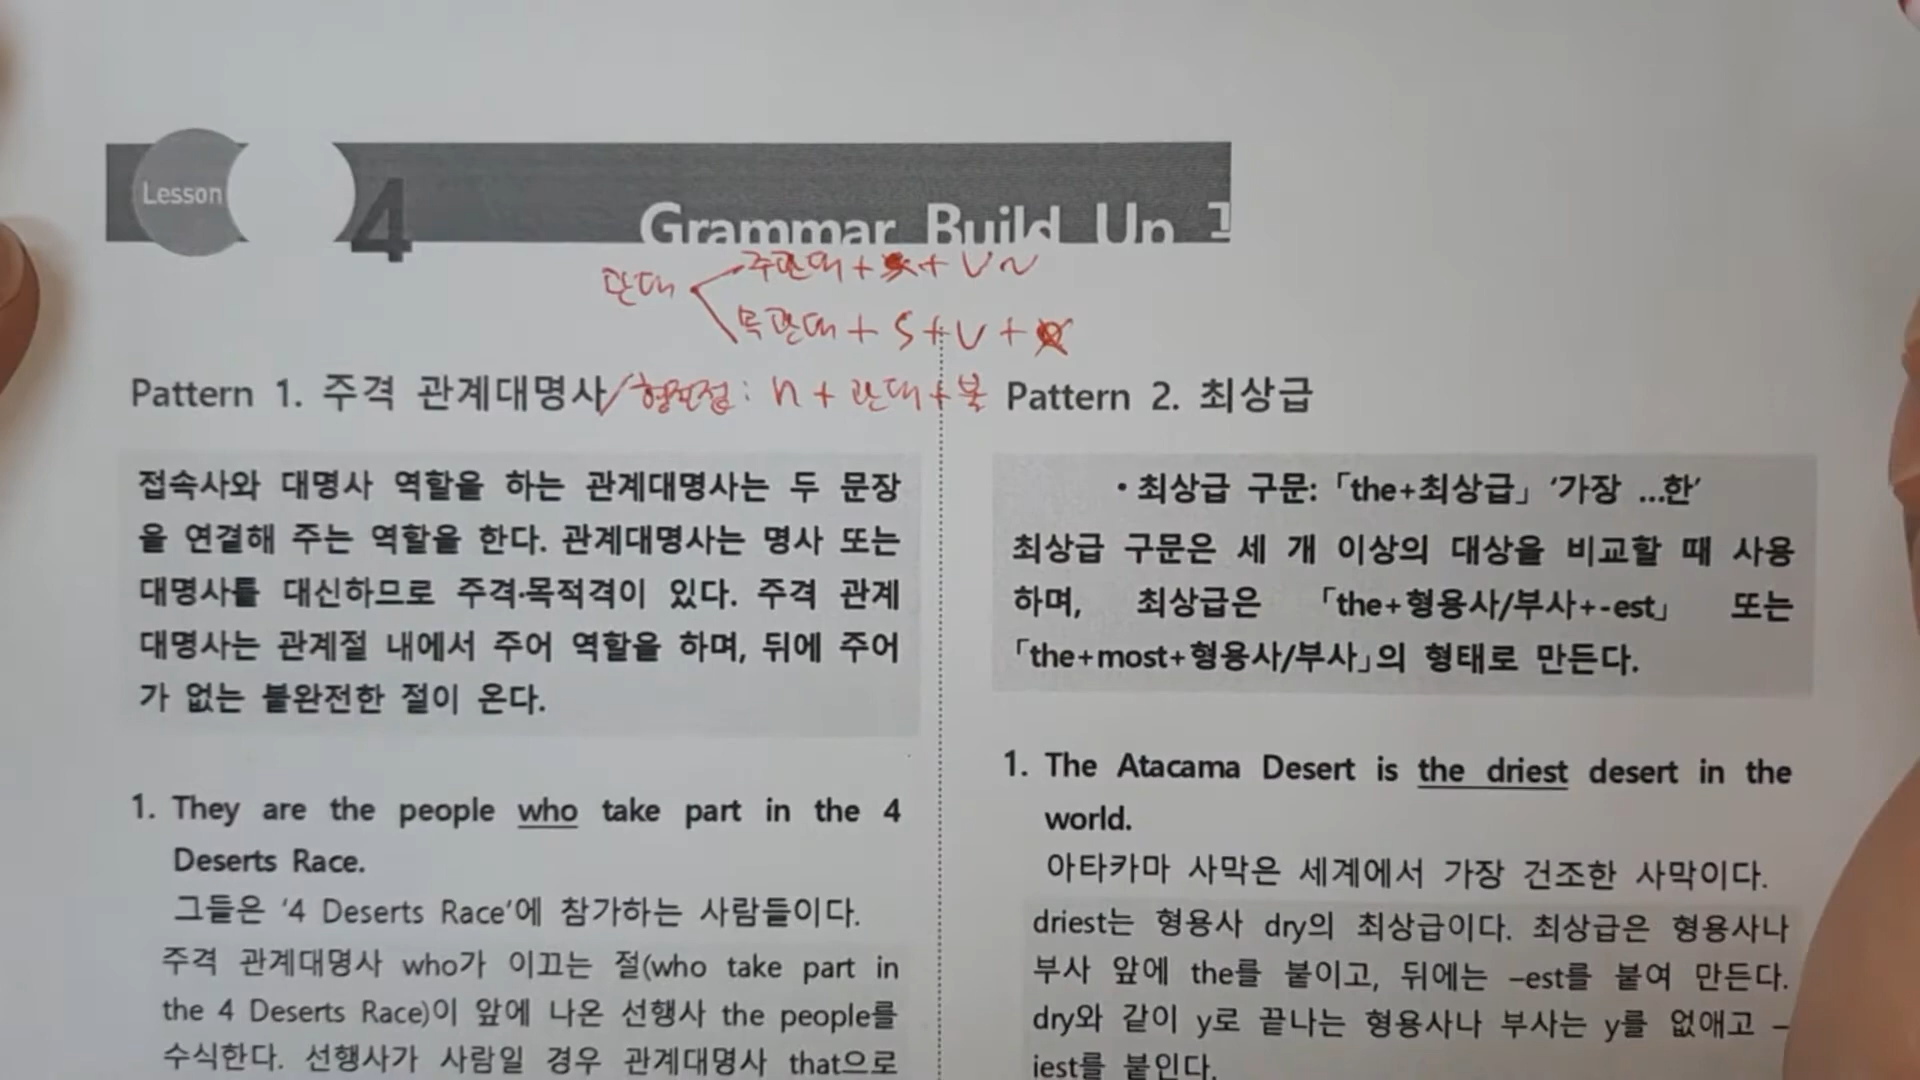 Lesson 4 Grammar Build Up
관대 주관대 + S + V ~
목관대 + S + V + O
Pattern 1. 주격 관계대명사 / 형용절 : n + 관대 + 불
접속사와 대명사 역할을 하는 관계대명사는 두 문장
을 연결해 주는 역할을 한다. 관계대명사는 명사 또는
대명사를 대신하므로 주격·목적격이 있다. 주격 관계
대명사는 관계절 내에서 주어 역할을 하며, 뒤에 주어
가 없는 불완전한 절이 온다.
1. They are the people who take part in the 4
Deserts Race.
그들은 ‘4 Deserts Race’에 참가하는 사람들이다.
주격 관계대명사 who가 이끄는 절(who take part in
the 4 Deserts Race)이 앞에 나온 선행사 the people를
수식한다. 선행사가 사람일 경우 관계대명사 that으로
Pattern 2. 최상급
• 최상급 구문: 「the+최상급」 ‘가장 ...한’
최상급 구문은 세 개 이상의 대상을 비교할 때 사용
하며, 최상급은 「the+형용사/부사+-est」 또는
「the+most+형용사/부사」의 형태로 만든다.
1. The Atacama Desert is the driest desert in the
world.
아타카마 사막은 세계에서 가장 건조한 사막이다.
driest는 형용사 dry의 최상급이다. 최상급은 형용사나
부사 앞에 the를 붙이고, 뒤에는 –est를 붙여 만든다.
dry와 같이 y로 끝나는 형용사나 부사는 y를 없애고 –
iest를 붙인다.